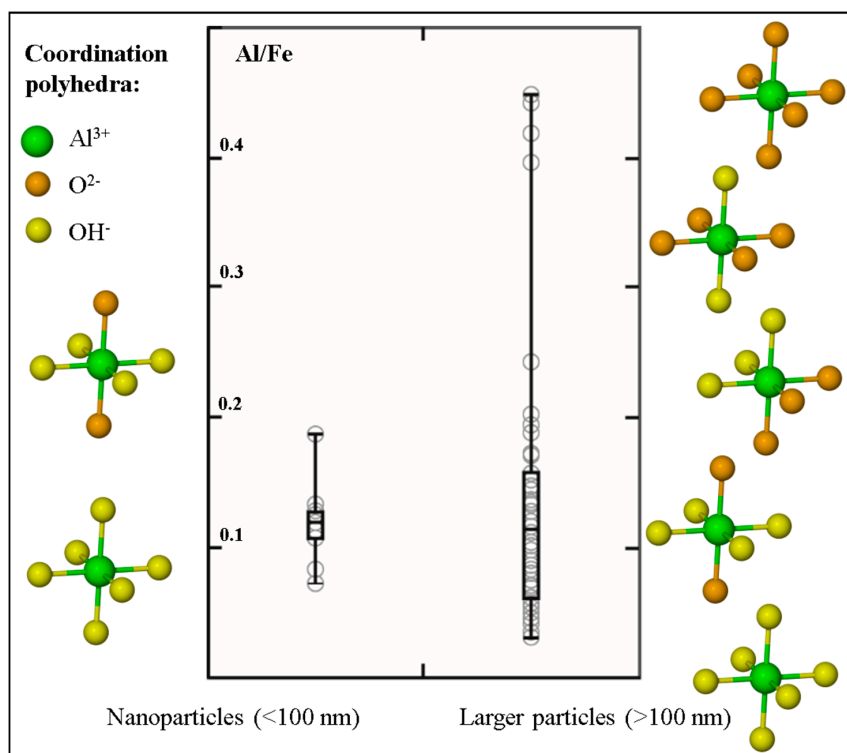 Coordination
polyhedra:
Al³⁺
O²⁻
OH⁻
Al/Fe
0.4
0.3
0.2
0.1
Nanoparticles (<100 nm)
Larger particles (>100 nm)